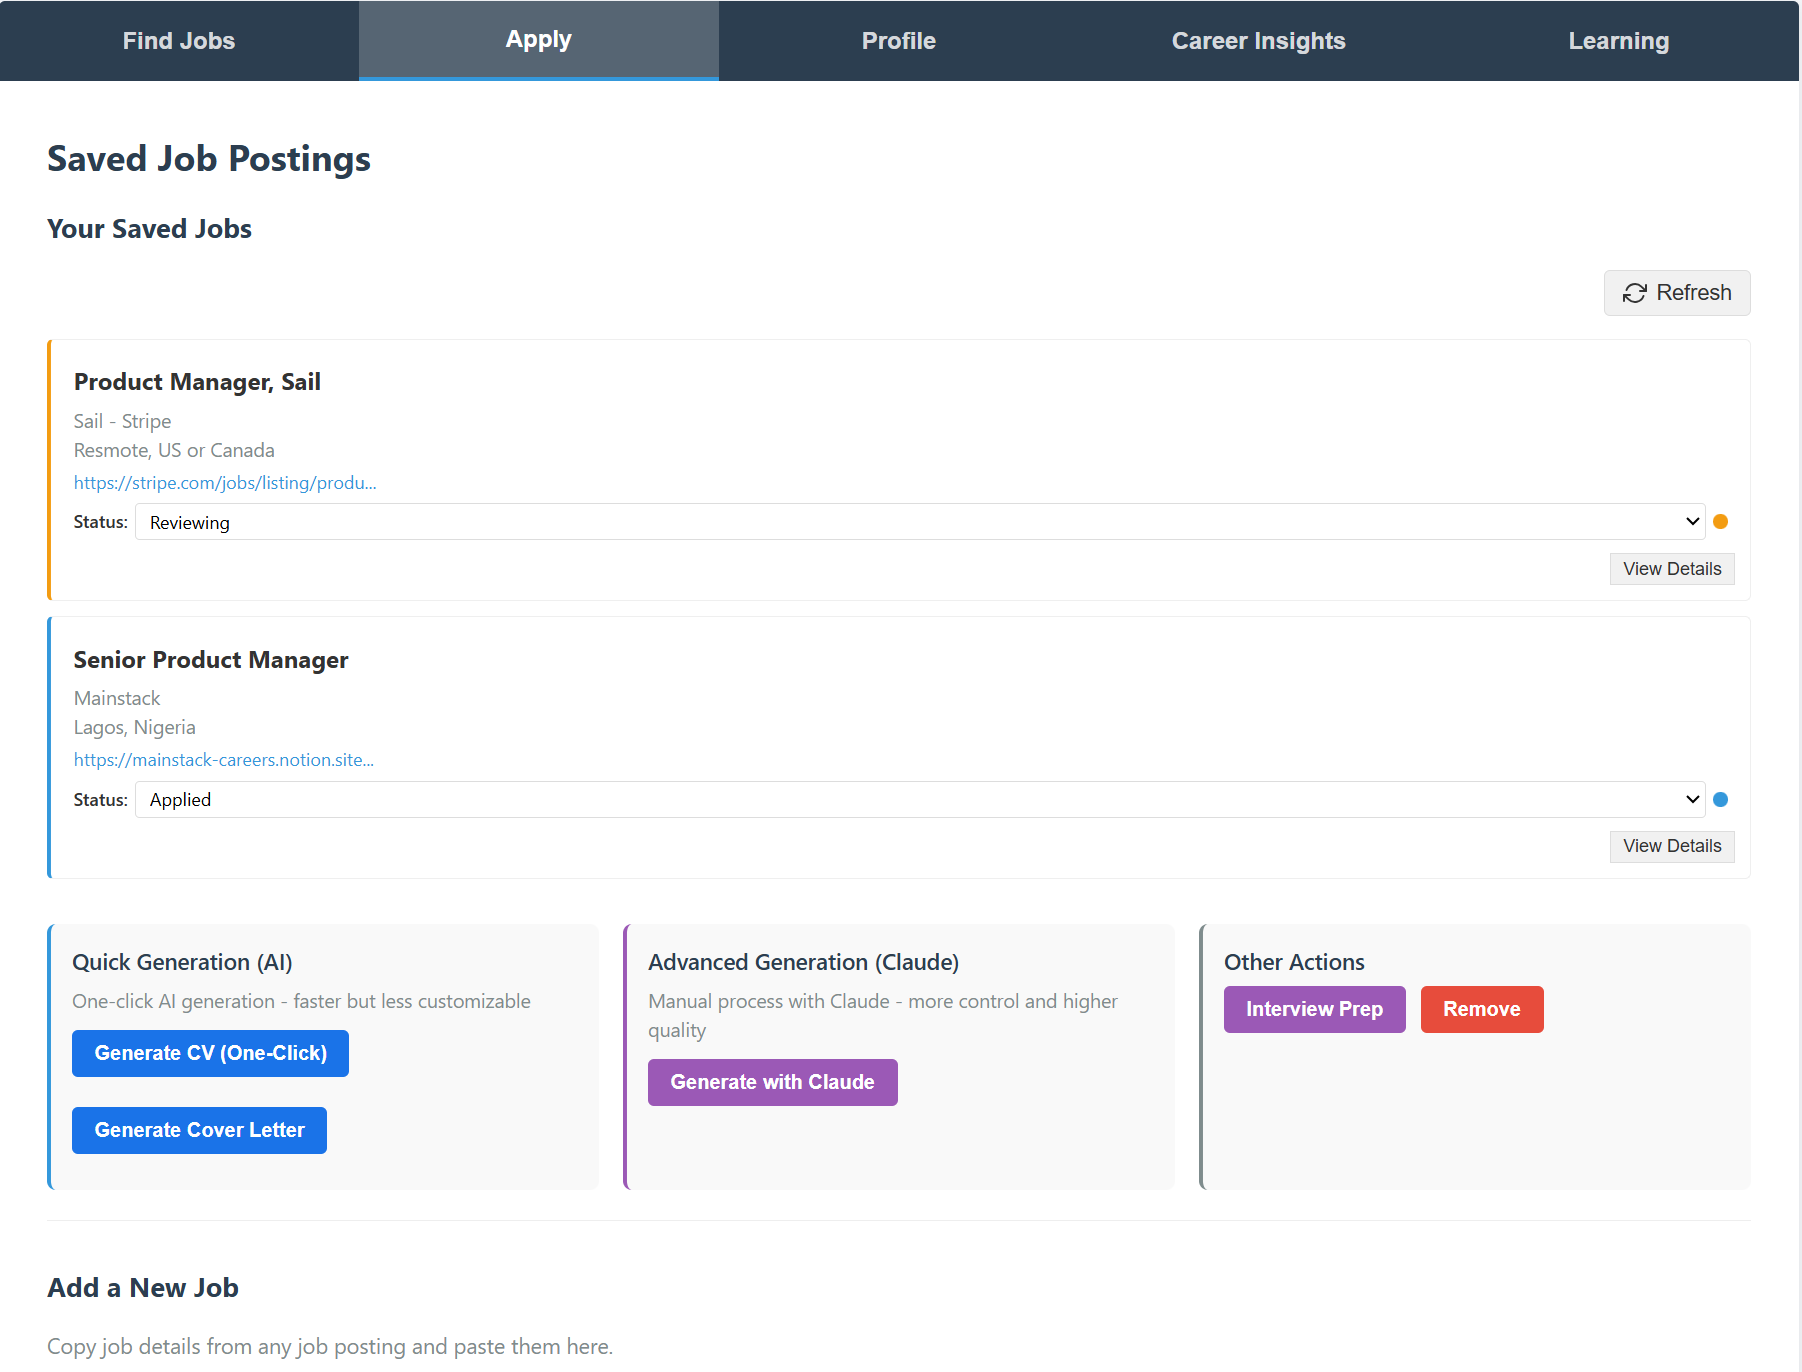 Find Jobs
Apply
Profile
Career Insights
Learning
Saved Job Postings
Your Saved Jobs
Refresh
Product Manager, Sail
Sail - Stripe
Resmote, US or Canada
https://stripe.com/jobs/listing/produ...
Status: Reviewing
View Details
Senior Product Manager
Mainstack
Lagos, Nigeria
https://mainstack-careers.notion.site...
Status: Applied
View Details
Quick Generation (AI)
One-click AI generation - faster but less customizable
Generate CV (One-Click)
Generate Cover Letter
Advanced Generation (Claude)
Manual process with Claude - more control and higher
quality
Generate with Claude
Other Actions
Interview Prep
Remove
Add a New Job
Copy job details from any job posting and paste them here.